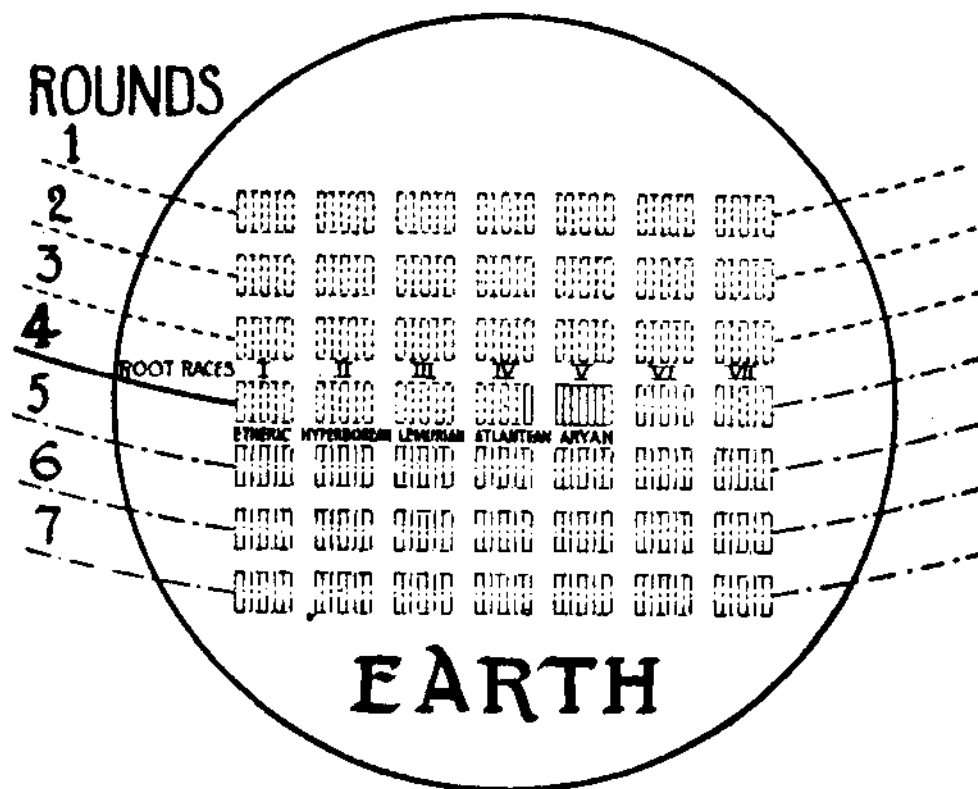 ROUNDS
1
2
3
4
ROOT RACES I II III IV V VI VII
5
ETHERIC HYPERBOREAN LEMURIAN ATLANTEAN ARYAN
6
7
EARTH